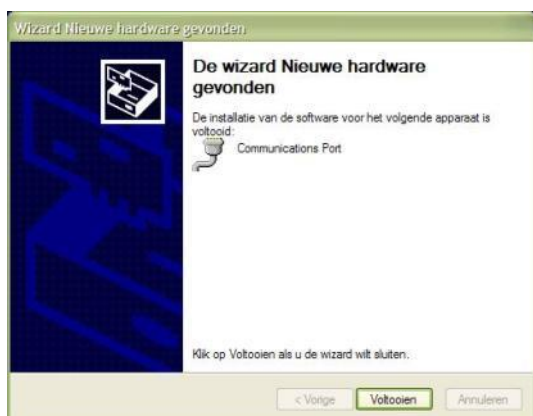 Wizard Nieuwe hardware gevonden
De wizard Nieuwe hardware
gevonden
De installatie van de software voor het volgende apparaat is
voltooid:
Communications Port
Klik op Voltooien als u de wizard wilt sluiten.
< Vorige
Voltooien
Annuleren